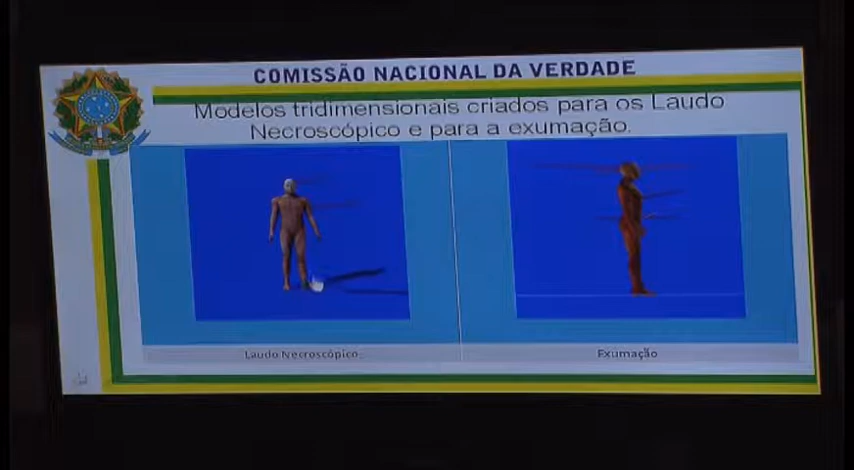 COMISSÃO NACIONAL DA VERDADE
Modelos tridimensionais criados para os Laudo
Necroscópico e para a exumação.
Laudo Necroscópico
Exumação